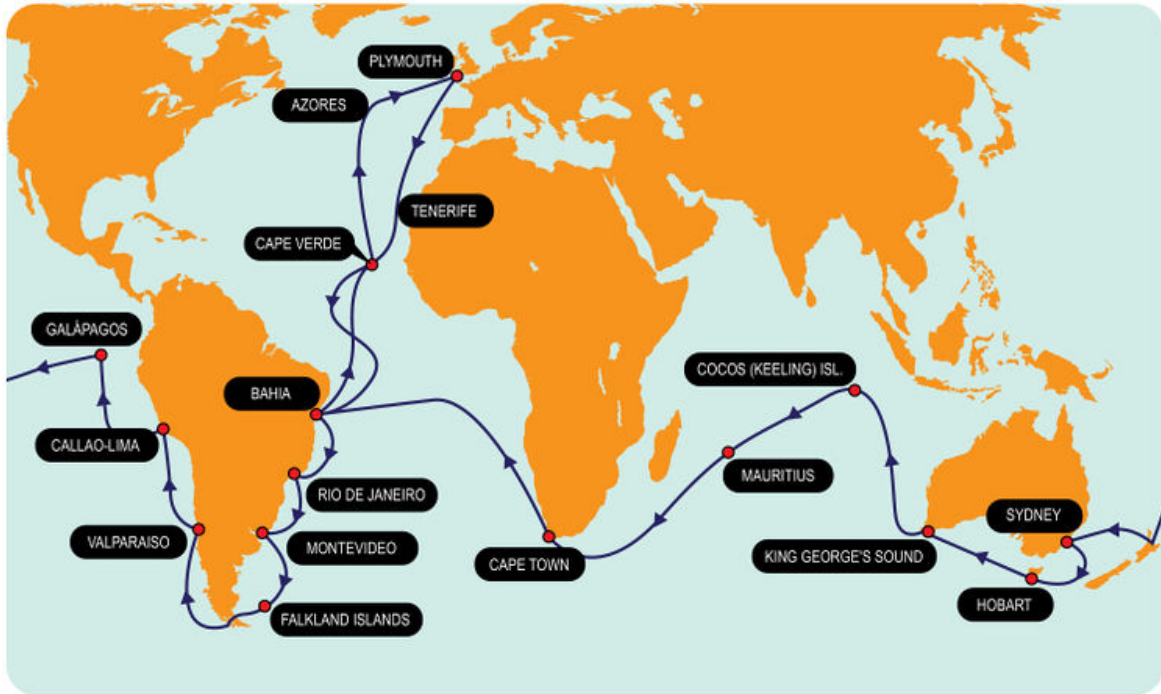 PLYMOUTH
AZORES
TENERIFE
CAPE VERDE
GALÀPAGOS
COCOS (KEELING) ISL.
BAHIA
CALLAO-LIMA
MAURITIUS
RIO DE JANEIRO
SYDNEY
VALPARAISO
MONTEVIDEO
KING GEORGE'S SOUND
CAPE TOWN
HOBART
FALKLAND ISLANDS